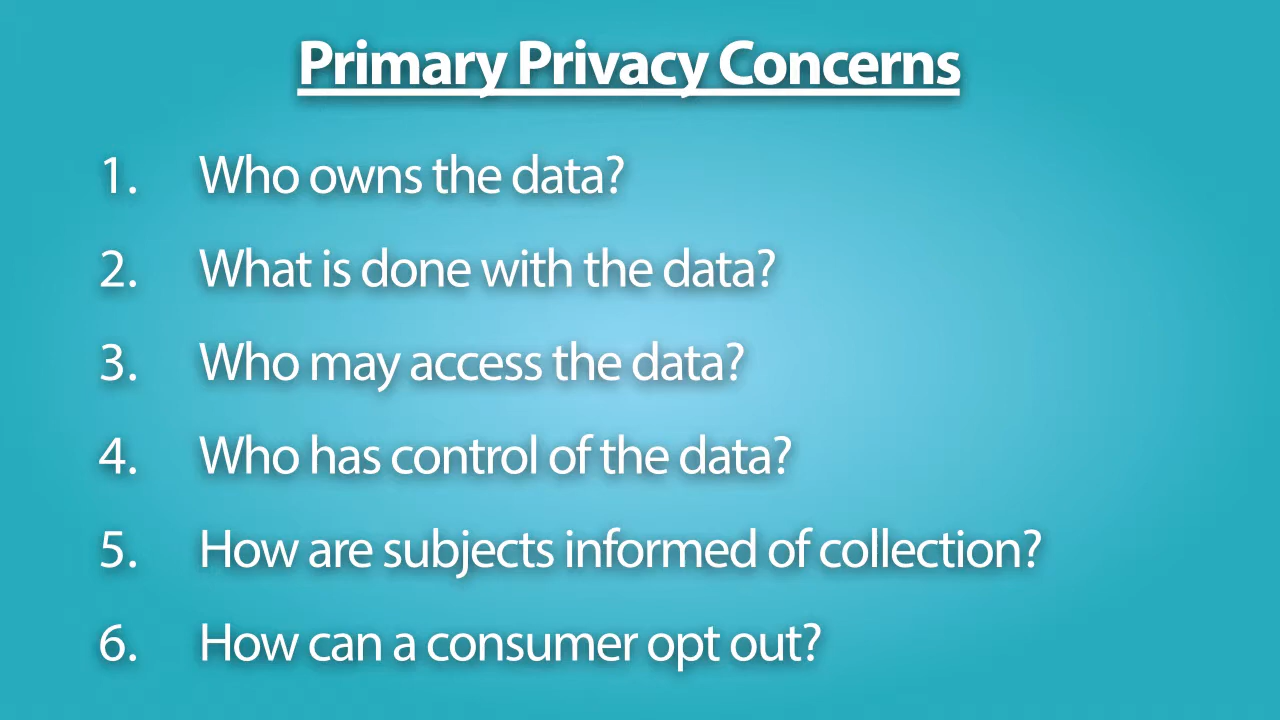 Primary Privacy Concerns
1. Who owns the data?
2. What is done with the data?
3. Who may access the data?
4. Who has control of the data?
5. How are subjects informed of collection?
6. How can a consumer opt out?